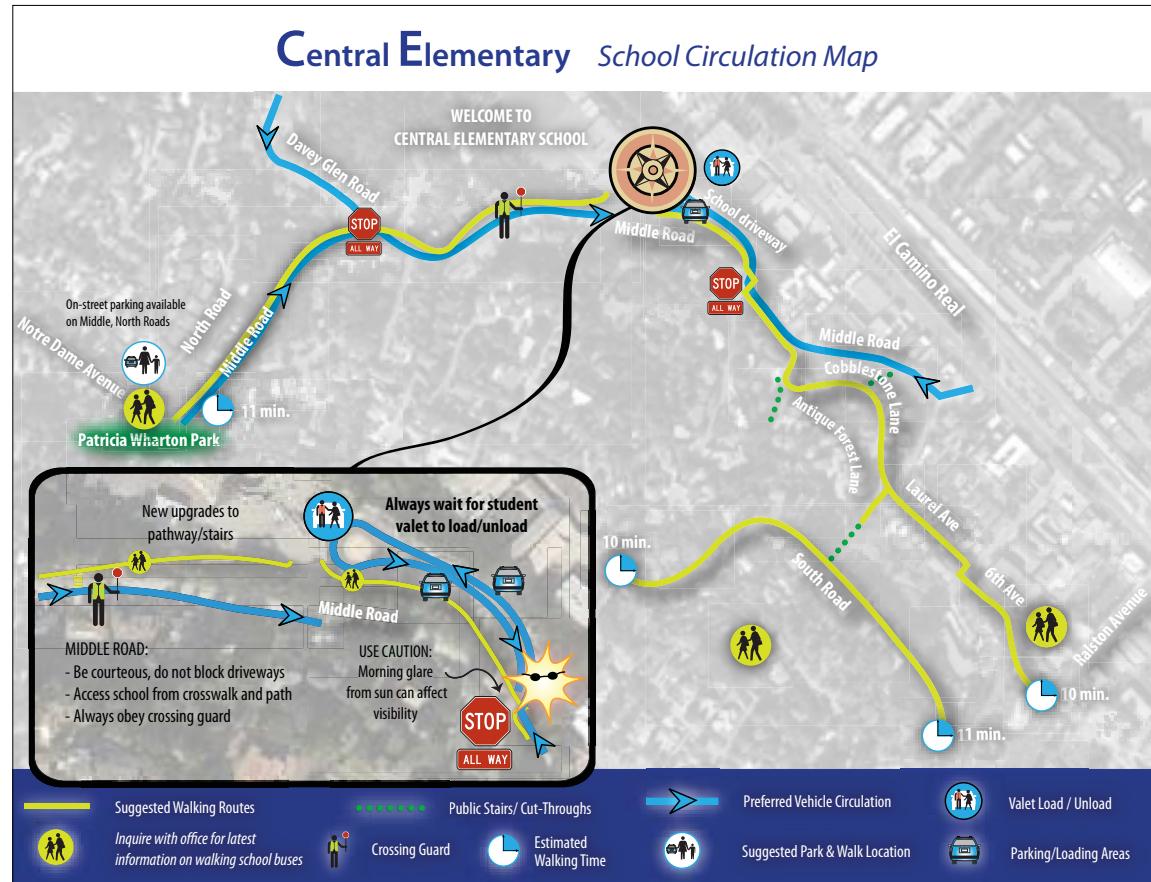 Central Elementary School Circulation Map
WELCOME TO
CENTRAL ELEMENTARY SCHOOL
Davey Glen Road
STOP
ALL WAY
School driveway
Middle Road
El Camino Real
STOP
ALL WAY
On-street parking available
on Middle, North Roads
North Road
Notre Dame Avenue
Middle Road
11 min.
Patricia Wharton Park
Middle Road
Cobblestone Lane
Antique Forest Lane
Laurel Ave
10 min.
South Road
6th Ave
Ralston Avenue
10 min.
11 min.
New upgrades to
pathway/stairs
Always wait for student
valet to load/unload
Middle Road
MIDDLE ROAD:
- Be courteous, do not block driveways
- Access school from crosswalk and path
- Always obey crossing guard
USE CAUTION:
Morning glare
from sun can affect
visibility
STOP
ALL WAY
Suggested Walking Routes
Public Stairs/ Cut-Throughs
Preferred Vehicle Circulation
Valet Load / Unload
Inquire with office for latest
information on walking school buses
Crossing Guard
Estimated
Walking Time
Suggested Park & Walk Location
Parking/Loading Areas